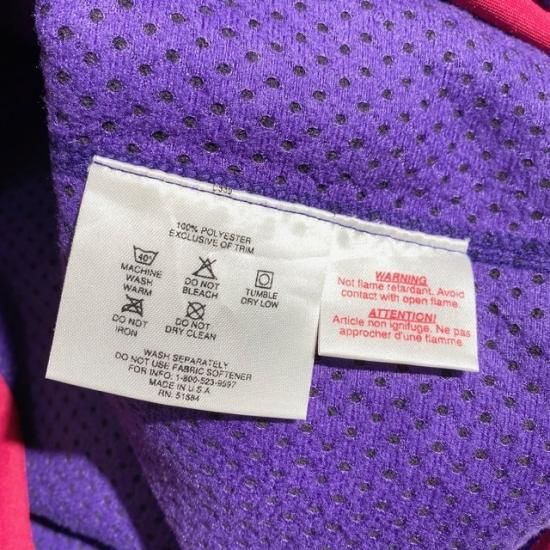 100% POLYESTER
EXCLUSIVE OF TRIM
40°
MACHINE
WASH
WARM
DO NOT
BLEACH
TUMBLE
DRY LOW
DO NOT
IRON
DO NOT
DRY CLEAN
WASH SEPARATELY
DO NOT USE FABRIC SOFTENER
FOR INFO: 1-800-523-9597
MADE IN U.S.A
RN: 51884
WARNING
Not flame retardant. Avoid
contact with open flame.
ATTENTION!
Article non ignifuge. Ne pas
approcher d'une flamme.